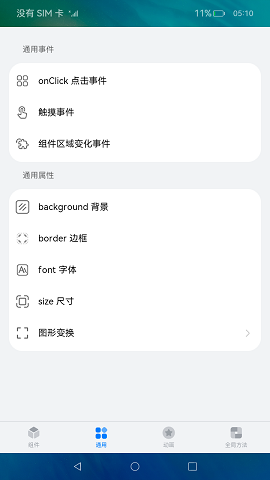 没有 SIM 卡
11%
05:10
通用事件
onClick 点击事件
触摸事件
组件区域变化事件
通用属性
background 背景
border 边框
font 字体
size 尺寸
图形变换
组件
通用
动画
全局方法